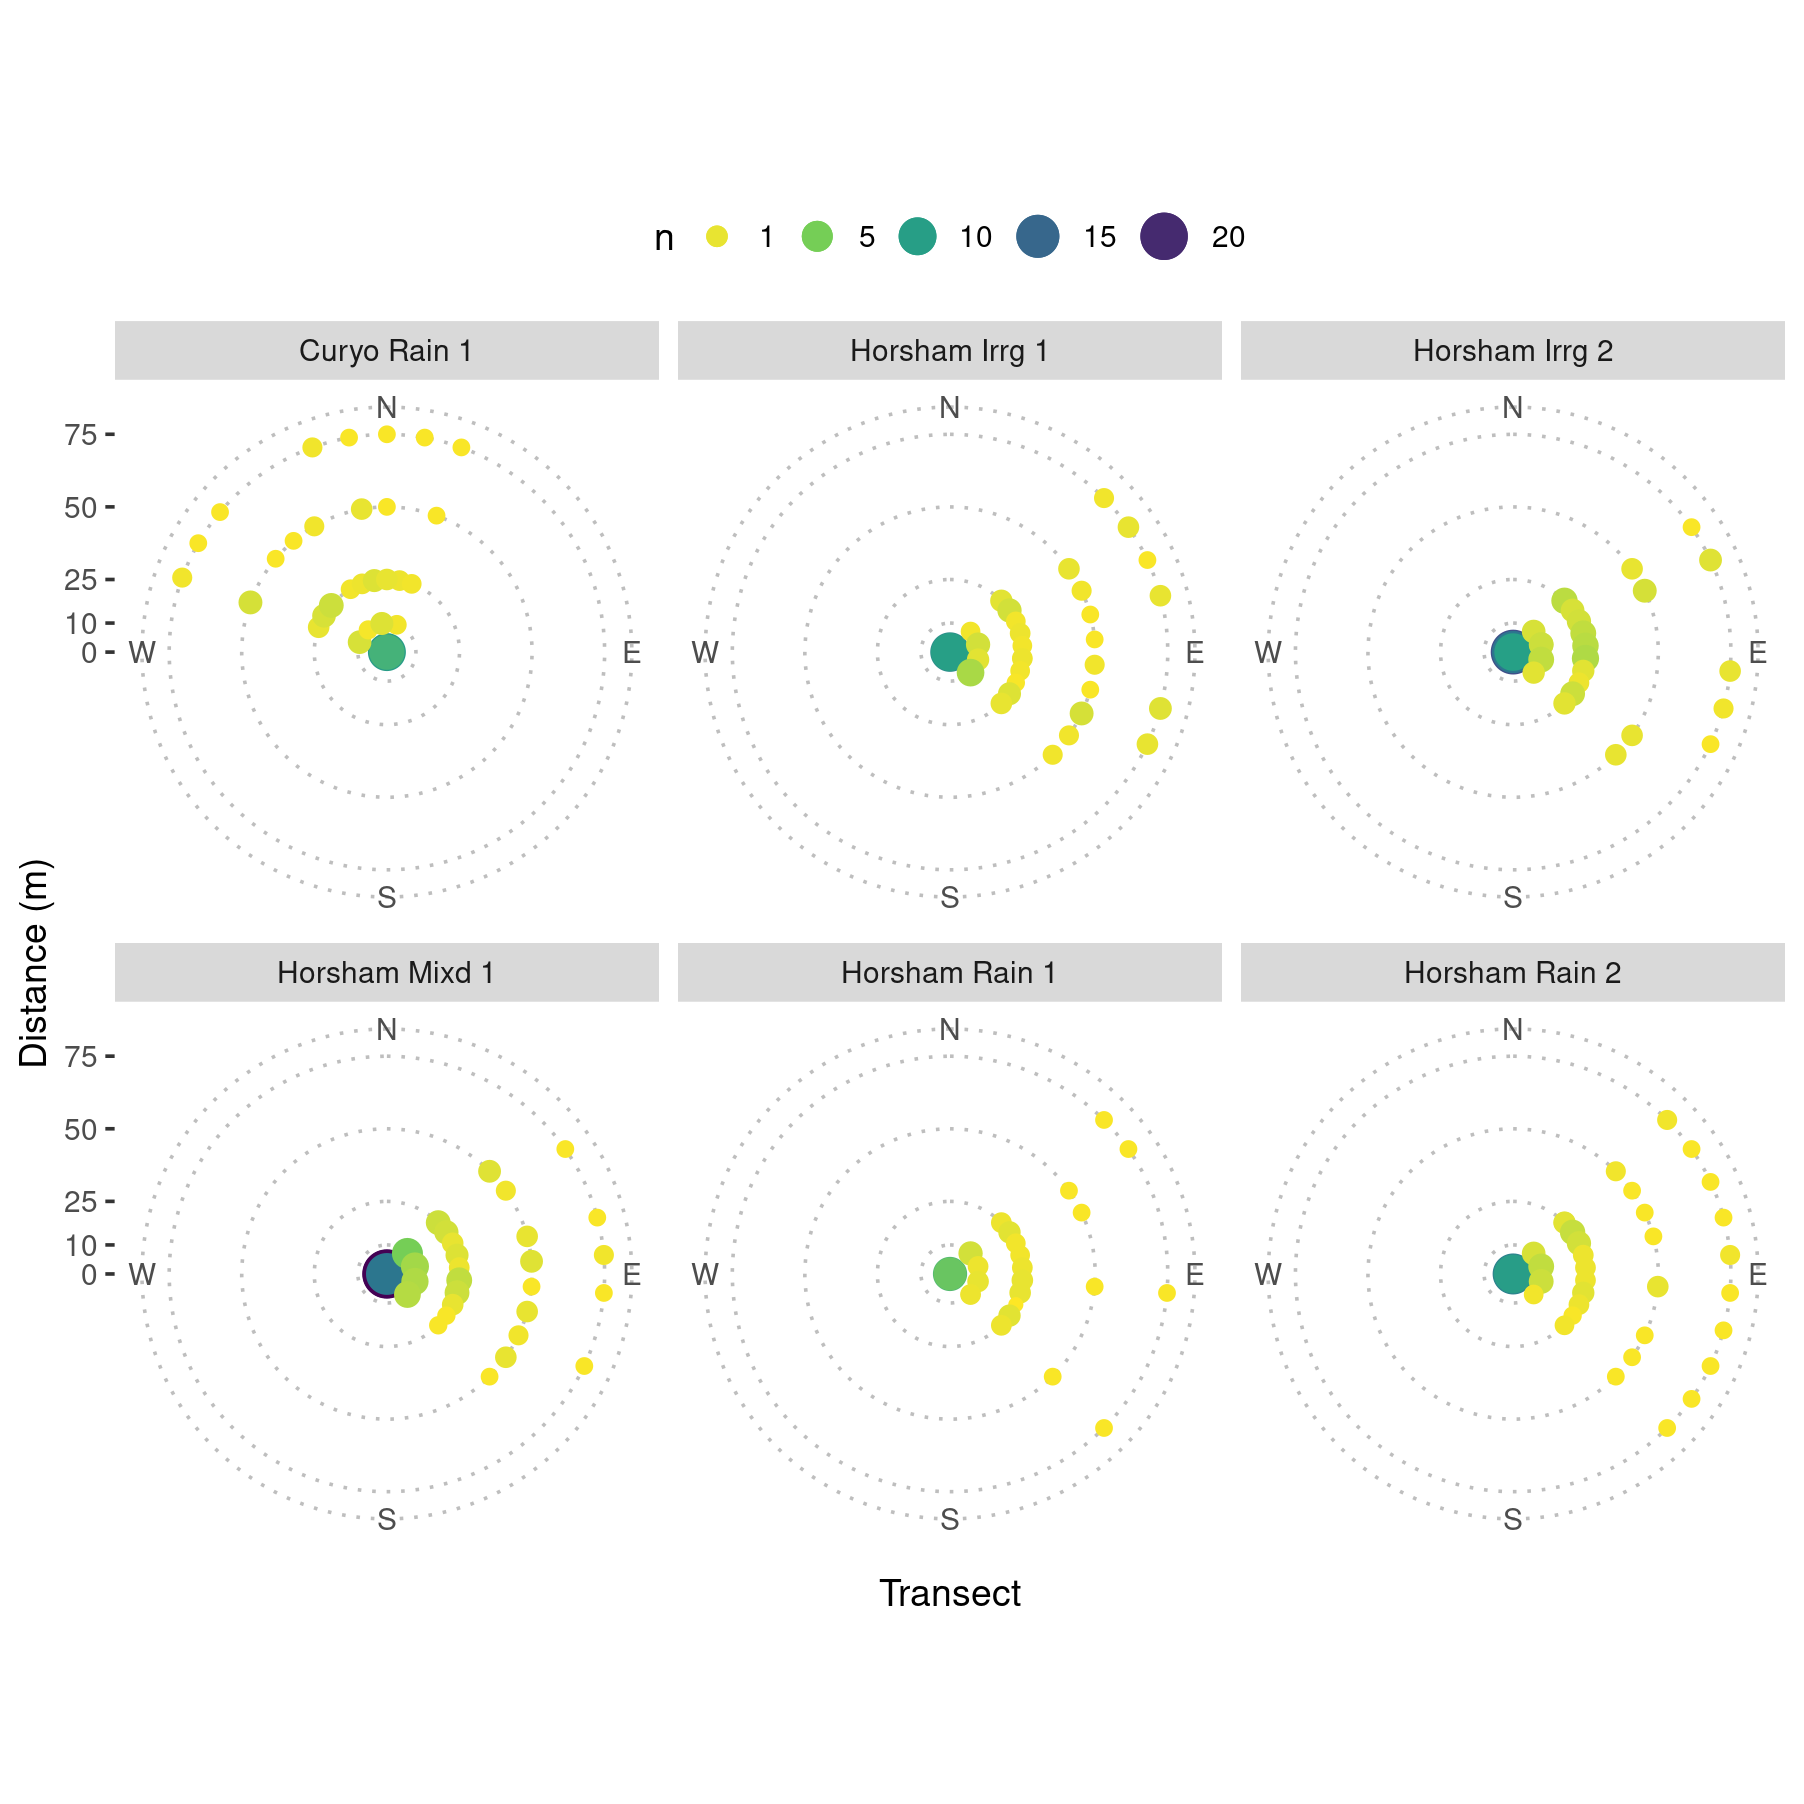 n 1 5 10 15 20
Curyo Rain 1 Horsham Irrg 1 Horsham Irrg 2
N N N
75
50
25
10
0 W E W E W E
S S S
Distance (m)
Horsham Mixd 1 Horsham Rain 1 Horsham Rain 2
N N N
75
50
25
10
0 W E W E W E
S S S
Transect